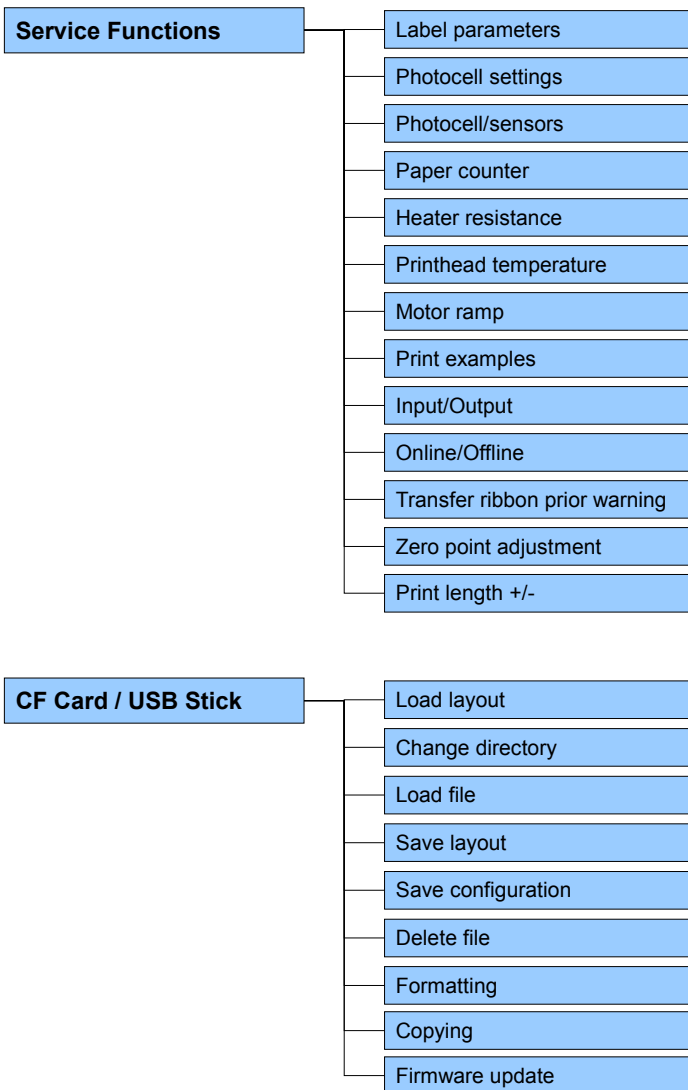 Service Functions
Label parameters
Photocell settings
Photocell/sensors
Paper counter
Heater resistance
Printhead temperature
Motor ramp
Print examples
Input/Output
Online/Offline
Transfer ribbon prior warning
Zero point adjustment
Print length +/-
CF Card / USB Stick
Load layout
Change directory
Load file
Save layout
Save configuration
Delete file
Formatting
Copying
Firmware update